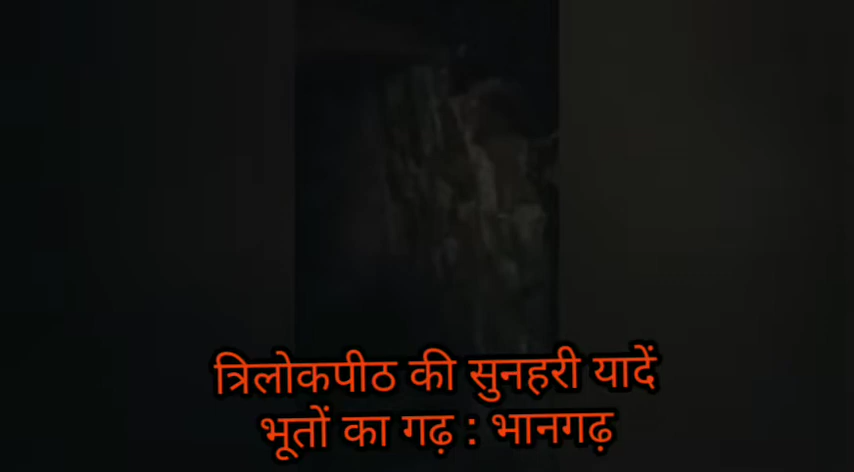 त्रिलोकपीठ की सुनहरी यादें
भूतों का गढ़ : भानगढ़